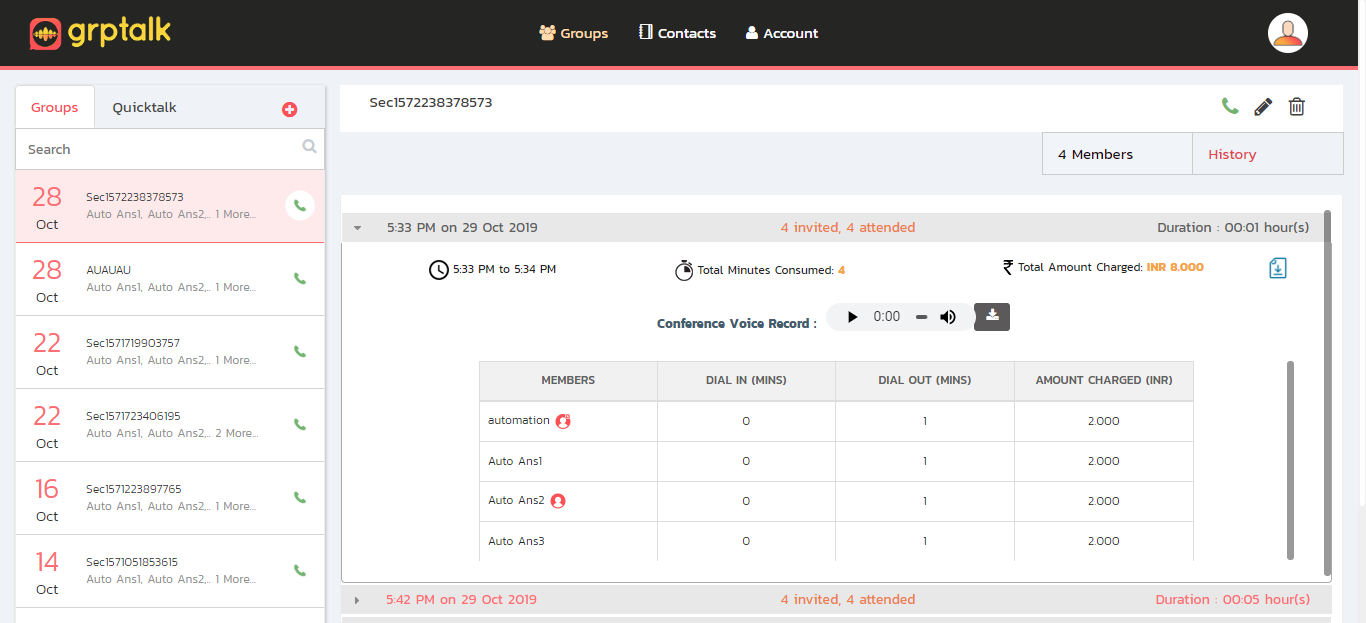 grptalk
Groups
Contacts
Account
Groups
Quicktalk
Search
28
Oct
Sec1572238378573
Auto Ans1, Auto Ans2,.. 1 More...
28
Oct
AUAUAU
Auto Ans1, Auto Ans2,.. 1 More...
22
Oct
Sec1571719903757
Auto Ans1, Auto Ans2,.. 1 More...
22
Oct
Sec1571723406195
Auto Ans1, Auto Ans2,.. 2 More...
16
Oct
Sec1571223897765
Auto Ans1, Auto Ans2,.. 1 More...
14
Oct
Sec1571051853615
Auto Ans1, Auto Ans2,.. 1 More...
Sec1572238378573
4 Members
History
5:33 PM on 29 Oct 2019
4 invited, 4 attended
Duration : 00:01 hour(s)
5:33 PM to 5:34 PM
Total Minutes Consumed: 4
₹ Total Amount Charged: INR 8.000
Conference Voice Record :
0:00
MEMBERS DIAL IN (MINS) DIAL OUT (MINS) AMOUNT CHARGED (INR)
automation 0 1 2.000
Auto Ans1 0 1 2.000
Auto Ans2 0 1 2.000
Auto Ans3 0 1 2.000
5:42 PM on 29 Oct 2019
4 invited, 4 attended
Duration : 00:05 hour(s)